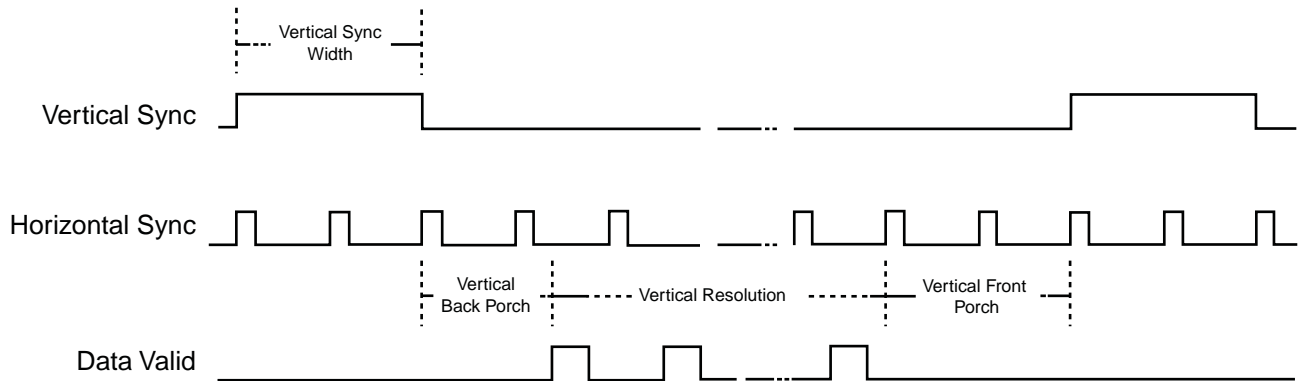 Vertical Sync
Width
Vertical Sync
Horizontal Sync
Vertical
Back Porch
Vertical Resolution
Vertical Front
Porch
Data Valid